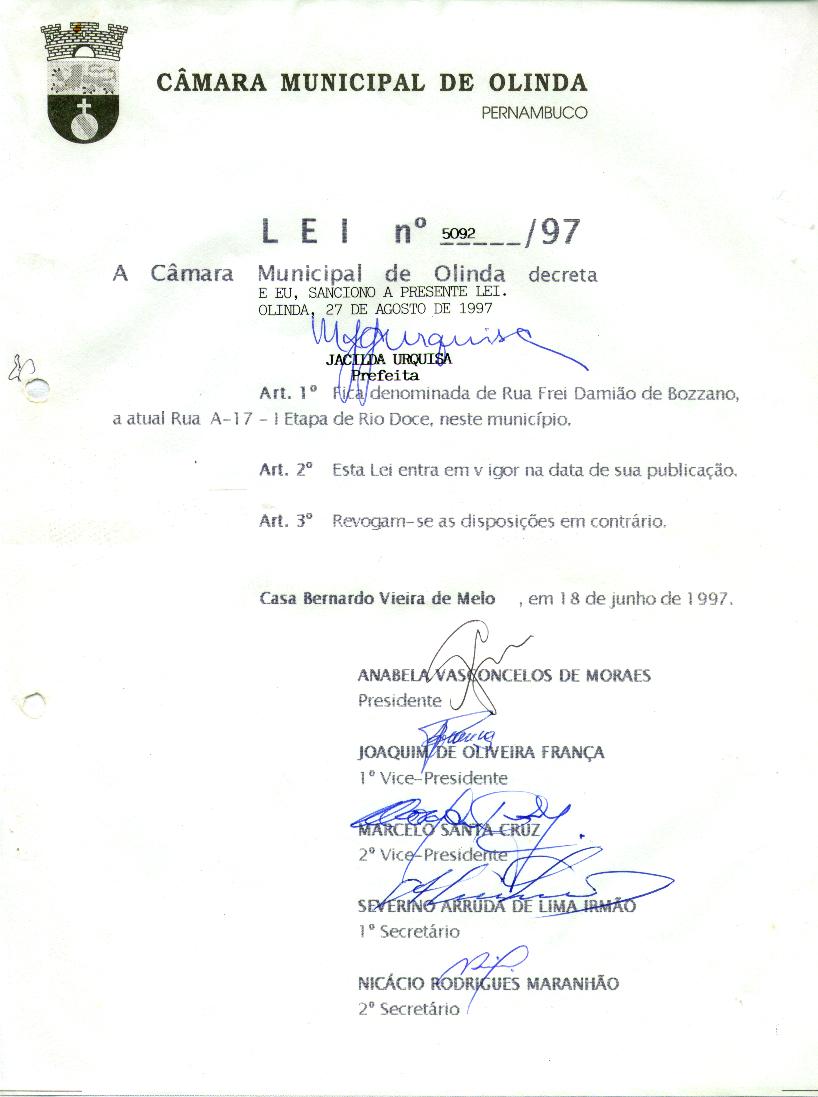 CÂMARA MUNICIPAL DE OLINDA
PERNAMBUCO
LEI nº 5092/97
A Câmara Municipal de Olinda decreta
E EU, SANCIONO A PRESENTE LEI.
OLINDA, 27 DE AGOSTO DE 1997
JACILDA URQUISA
Prefeita
Art. 1º Fica denominada de Rua Frei Damião de Bozzano,
a atual Rua A-17 - I Etapa de Rio Doce, neste município.
Art. 2º Esta Lei entra em v igor na data de sua publicação.
Art. 3º Revogam-se as disposições em contrário.
Casa Bernardo Vieira de Melo , em 18 de junho de 1997.
ANABELA VASCONCELOS DE MORAES
Presidente
JOAQUIM DE OLIVEIRA FRANÇA
1º Vice-Presidente
MARCELO SANTA CRUZ
2º Vice-Presidente
SEVERINO ARRUDA DE LIMA IRMÃO
1º Secretário
NICÁCIO RODRIGUES MARANHÃO
2º Secretário